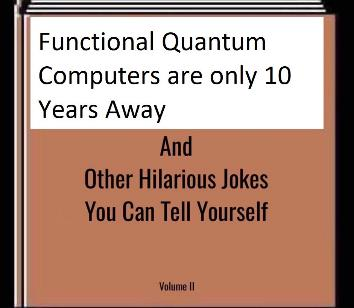 Functional Quantum
Computers are only 10
Years Away
And
Other Hilarious Jokes
You Can Tell Yourself
Volume II